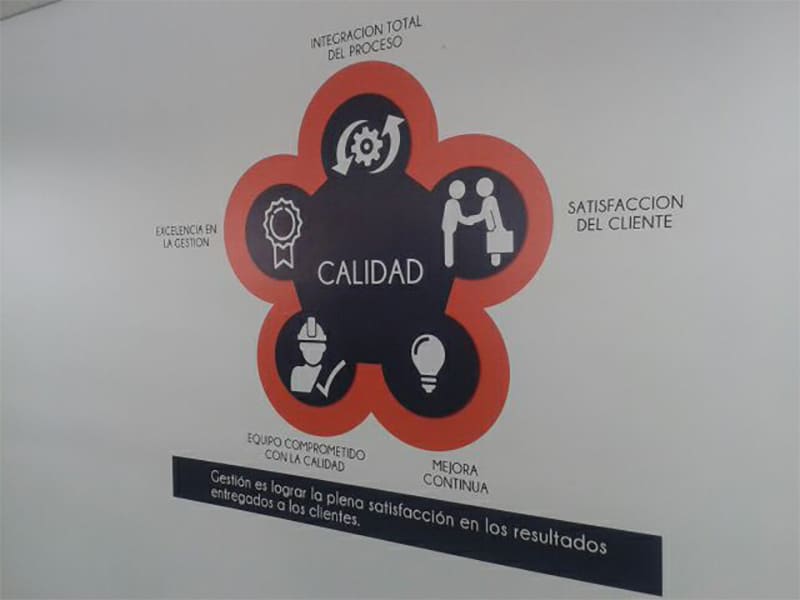 INTEGRACION TOTAL
DEL PROCESO
SATISFACCION
DEL CLIENTE
EXCELENCIA EN
LA GESTION
CALIDAD
EQUIPO COMPROMETIDO
CON LA CALIDAD
MEJORA
CONTINUA
Gestión es lograr la plena satisfacción en los resultados
entregados a los clientes.